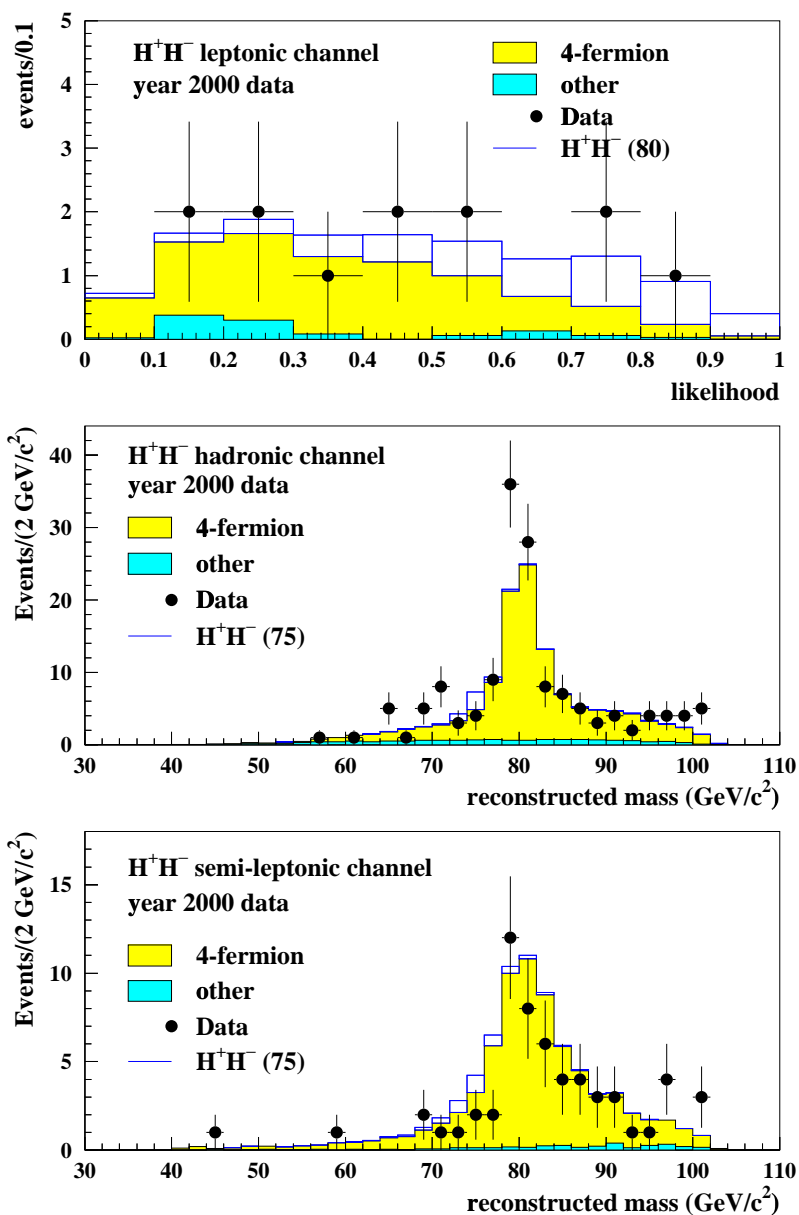 events/0.1
5
4
3
2
1
0
H⁺H⁻ leptonic channel
year 2000 data
4-fermion
other
Data
H⁺H⁻ (80)
0 0.1 0.2 0.3 0.4 0.5 0.6 0.7 0.8 0.9 1
likelihood
Events/(2 GeV/c²)
40
30
20
10
0
H⁺H⁻ hadronic channel
year 2000 data
4-fermion
other
Data
H⁺H⁻ (75)
30 40 50 60 70 80 90 100 110
reconstructed mass (GeV/c²)
Events/(2 GeV/c²)
15
10
5
0
H⁺H⁻ semi-leptonic channel
year 2000 data
4-fermion
other
Data
H⁺H⁻ (75)
30 40 50 60 70 80 90 100 110
reconstructed mass (GeV/c²)